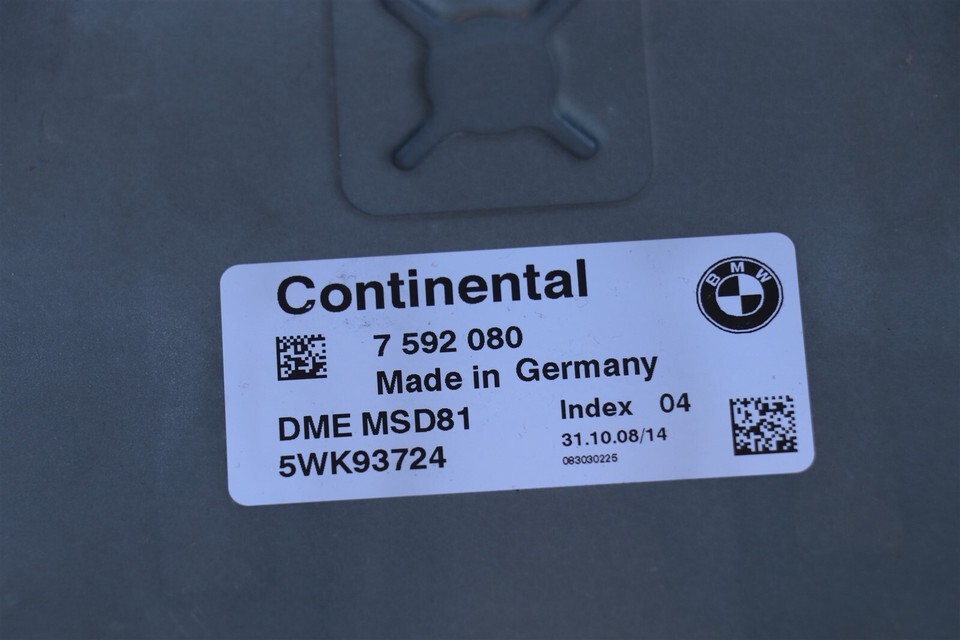 Continental
BMW
7 592 080
Made in Germany
DME MSD81
Index 04
5WK93724
31.10.08/14
083030225